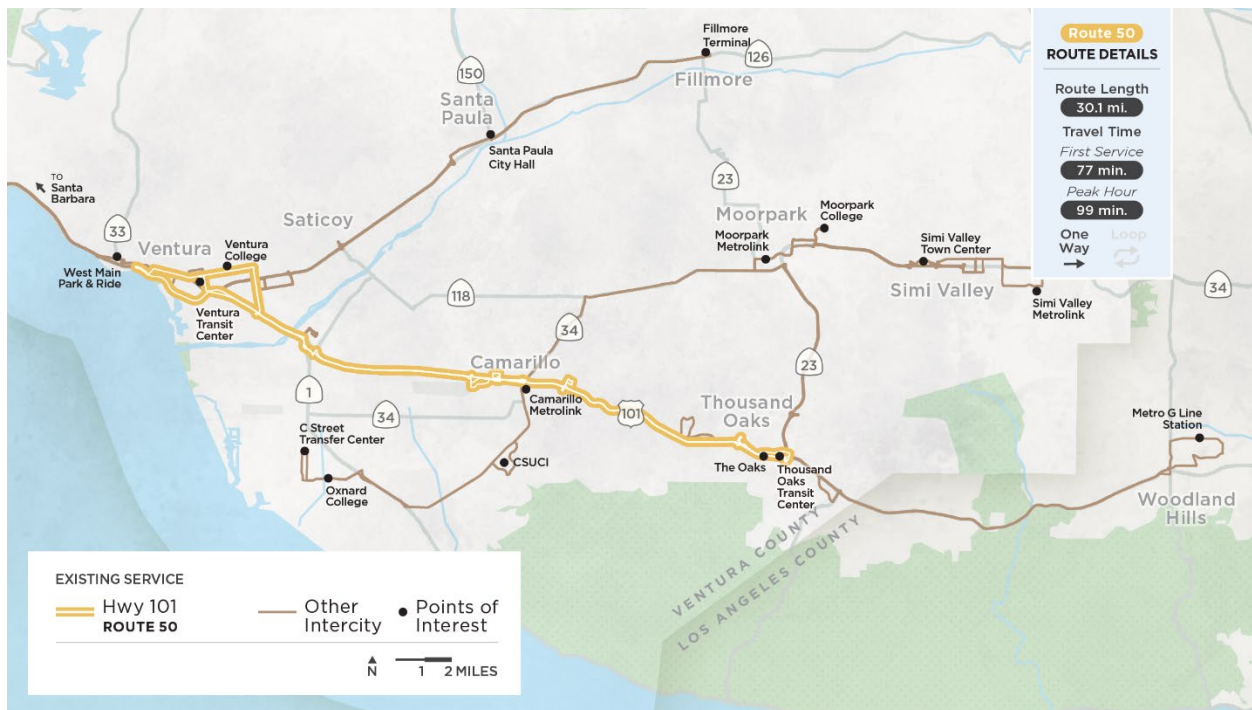 Fillmore
Terminal
126
Fillmore
150
Santa
Paula
Santa Paula
City Hall
TO
Santa
Barbara
33
Ventura
Ventura
College
West Main
Park & Ride
Ventura
Transit
Center
Saticoy
118
23
Moorpark
Moorpark
College
Moorpark
Metrolink
Simi Valley
Town Center
Simi Valley
Simi Valley
Metrolink
34
34
Camarillo
Camarillo
Metrolink
23
1
34
C Street
Transfer Center
Oxnard
College
CSUCI
101
Thousand
Oaks
The Oaks
Thousand
Oaks
Transit
Center
Metro G Line
Station
Woodland
Hills
VENTURA COUNTY
LOS ANGELES COUNTY
Route 50
ROUTE DETAILS
Route Length
30.1 mi.
Travel Time
First Service
77 min.
Peak Hour
99 min.
One
Way
Loop
EXISTING SERVICE
Hwy 101
ROUTE 50
Other
Intercity
Points of
Interest
N
1 2 MILES